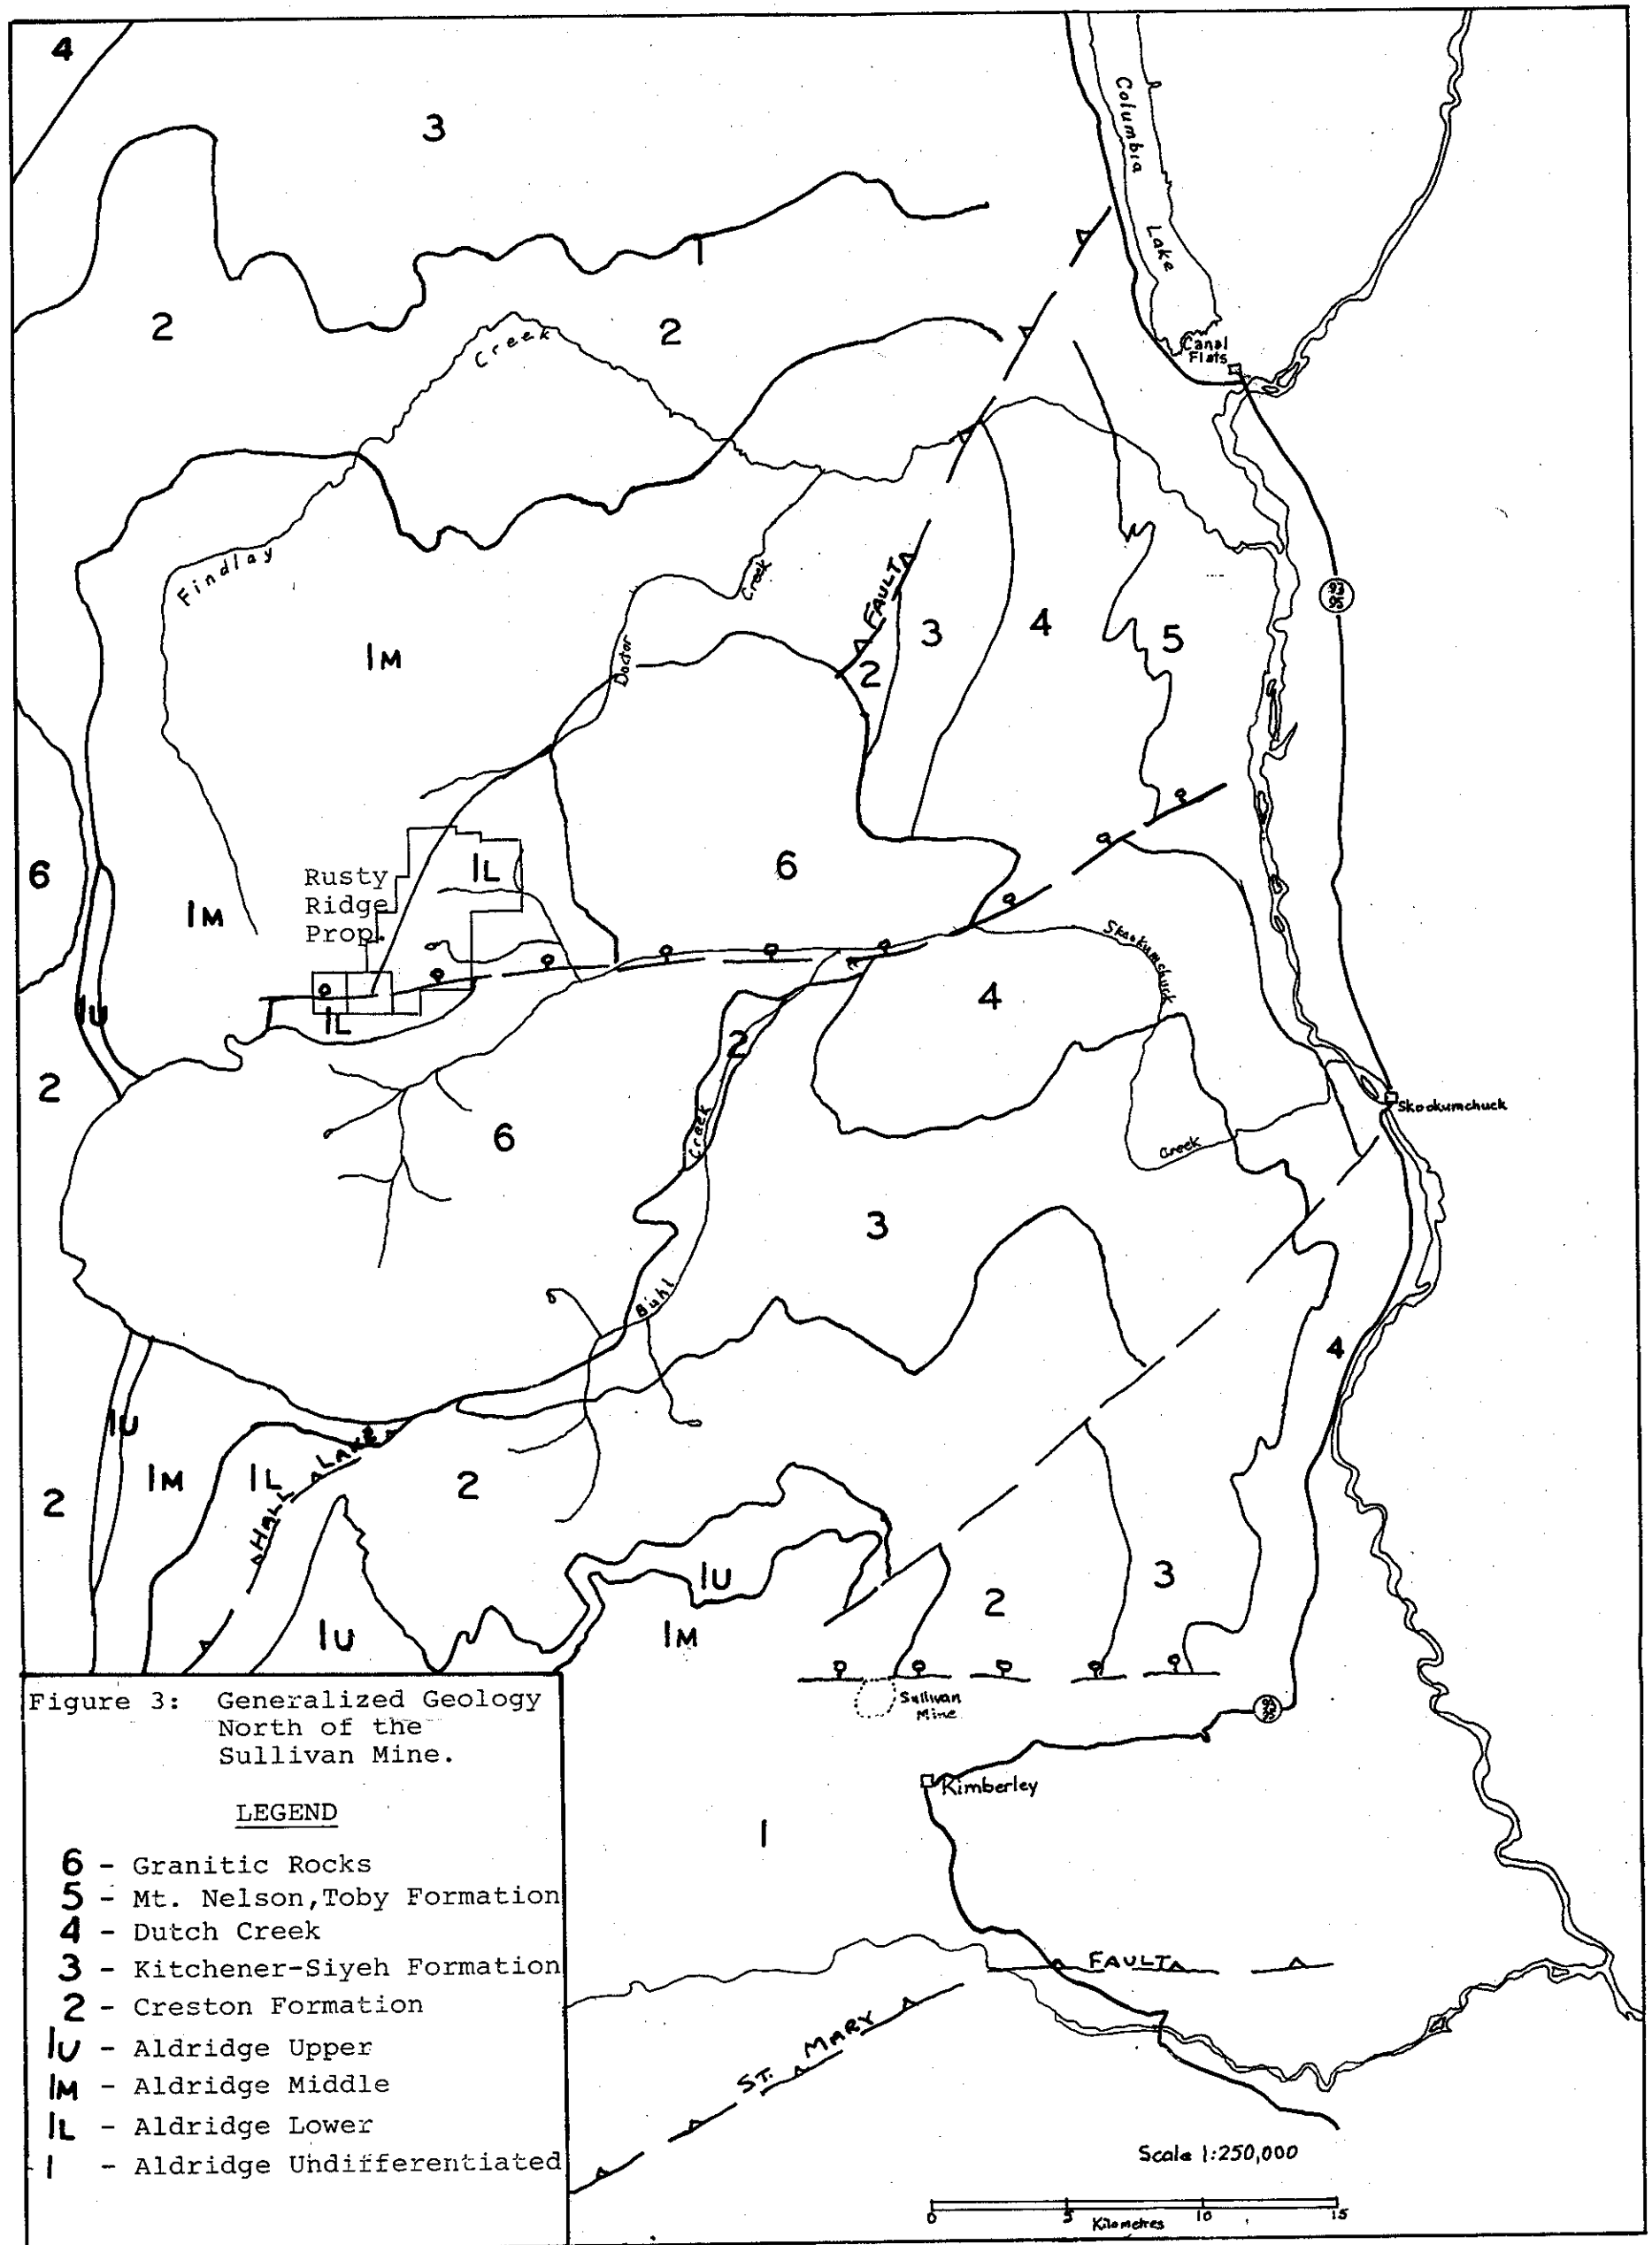 4
3
Columbia
Lake
2
2
Creek
Canal
Flats
Findlay
Creek
FAULT
93
95
3
4
5
1M
Doctor
2
6
Rusty
Ridge
Prop.
1L
6
1M
Skookumchuck
4
1U
1L
2
2
Skookumchuck
Creek
6
Creek
3
Buhl
4
1U
1M
1L
HALL LAKE
2
2
1U
3
2
1U
1M
Sullivan
Mine
Figure 3: Generalized Geology
North of the
Sullivan Mine.
Kimberley
LEGEND
1
6 - Granitic Rocks
5 - Mt. Nelson,Toby Formation
4 - Dutch Creek
3 - Kitchener-Siyeh Formation
2 - Creston Formation
1U - Aldridge Upper
1M - Aldridge Middle
1L - Aldridge Lower
1 - Aldridge Undifferentiated
ST. MARY FAULT
Scale 1:250,000
0 5 10 15
Kilometres